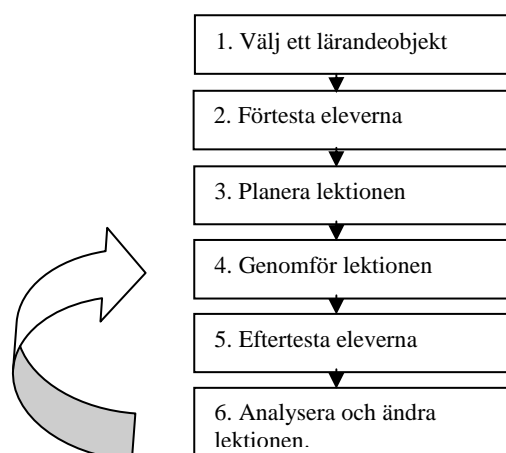 1. Välj ett lärandeobjekt
2. Förtesta eleverna
3. Planera lektionen
4. Genomför lektionen
5. Eftertesta eleverna
6. Analysera och ändra
lektionen.